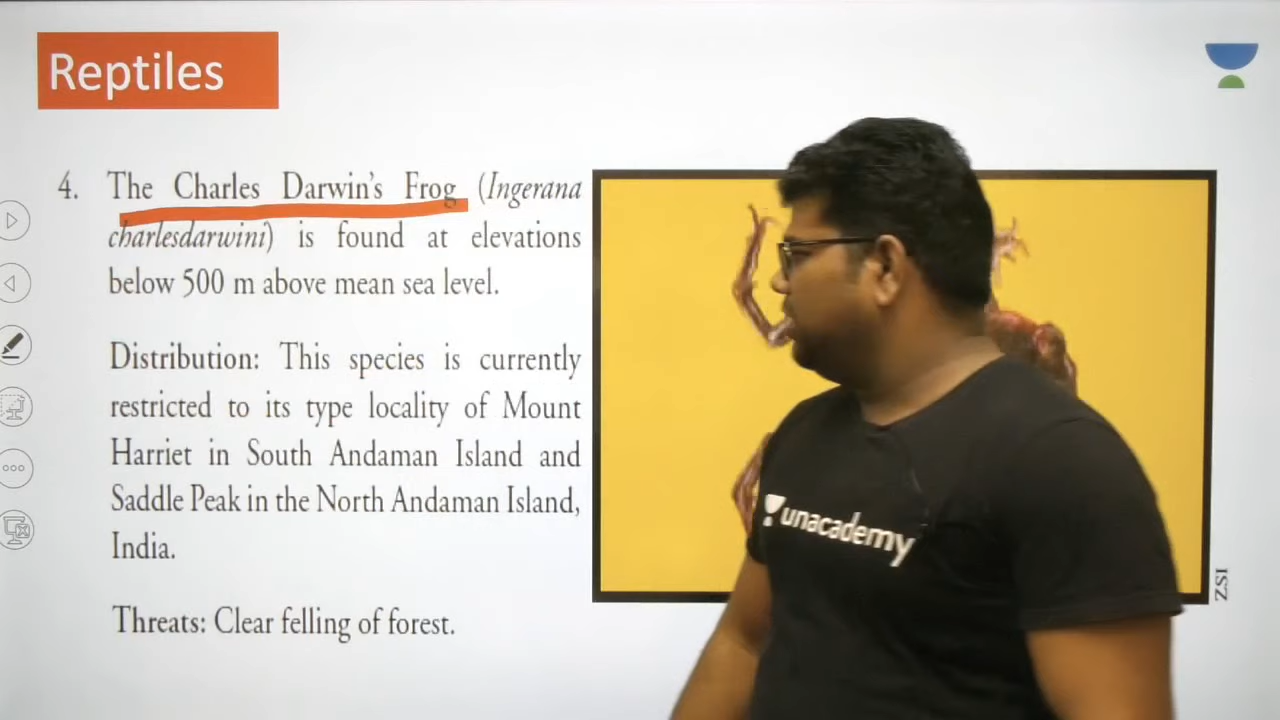 Reptiles
4. The Charles Darwin's Frog (Ingerana
charlesdarwini) is found at elevations
below 500 m above mean sea level.
Distribution: This species is currently
restricted to its type locality of Mount
Harriet in South Andaman Island and
Saddle Peak in the North Andaman Island,
India.
Threats: Clear felling of forest.
unacademy
ZSI